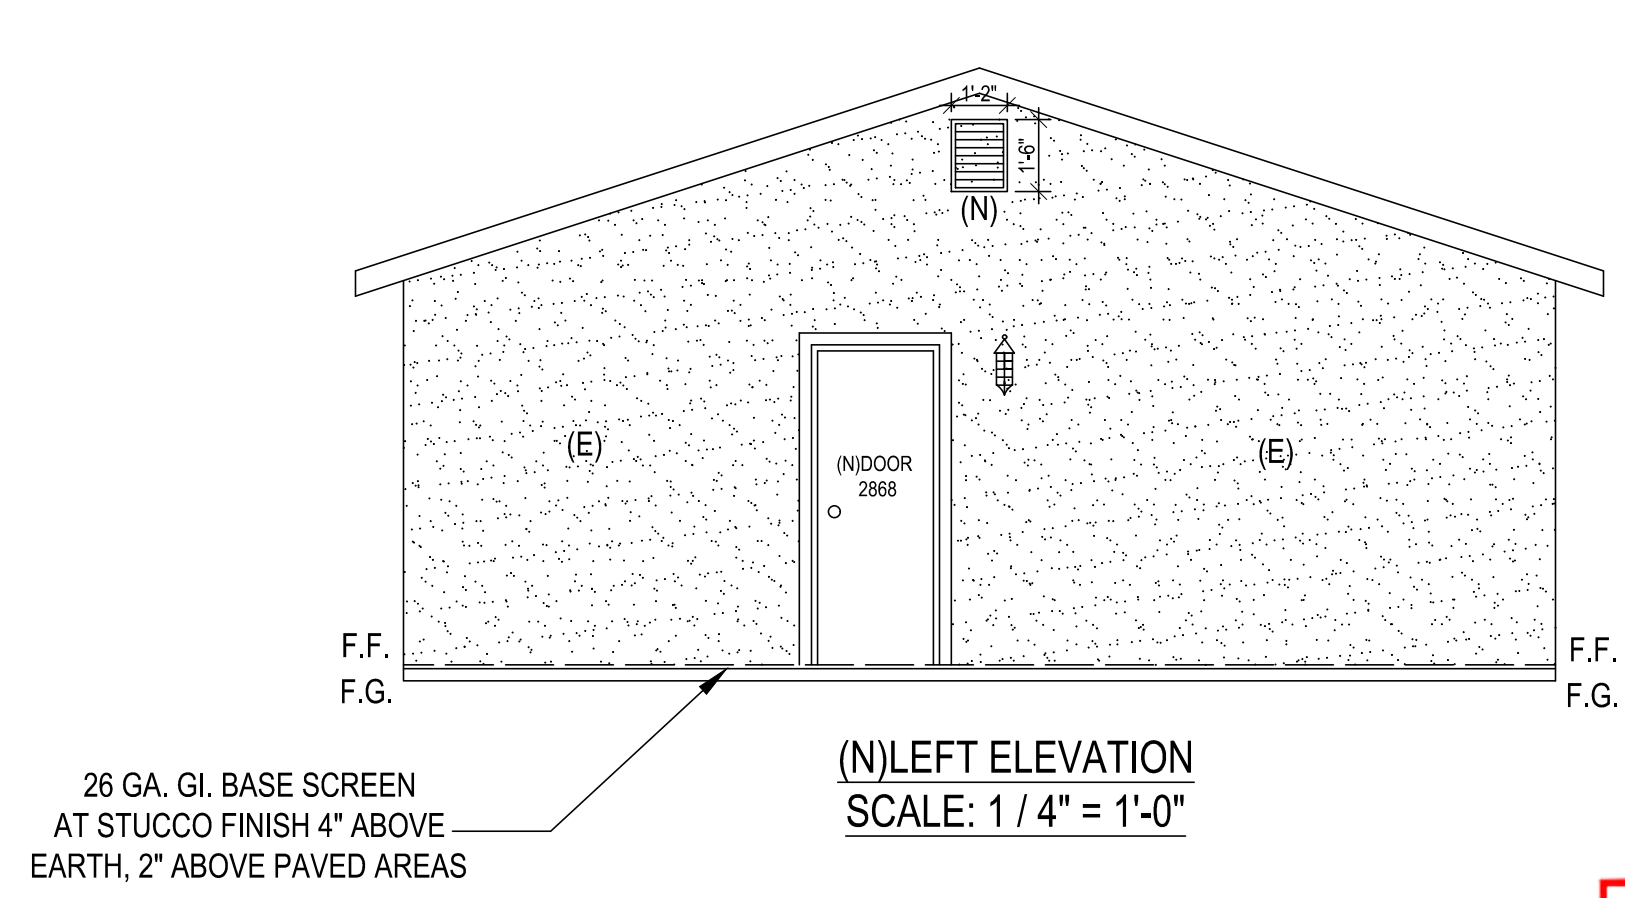 1'-2"
1'-6"
(N)
(E)
(E)
(N)DOOR
2868
F.F.
F.F.
F.G.
F.G.
(N)LEFT ELEVATION
SCALE: 1 / 4" = 1'-0"
26 GA. GI. BASE SCREEN
AT STUCCO FINISH 4" ABOVE
EARTH, 2" ABOVE PAVED AREAS